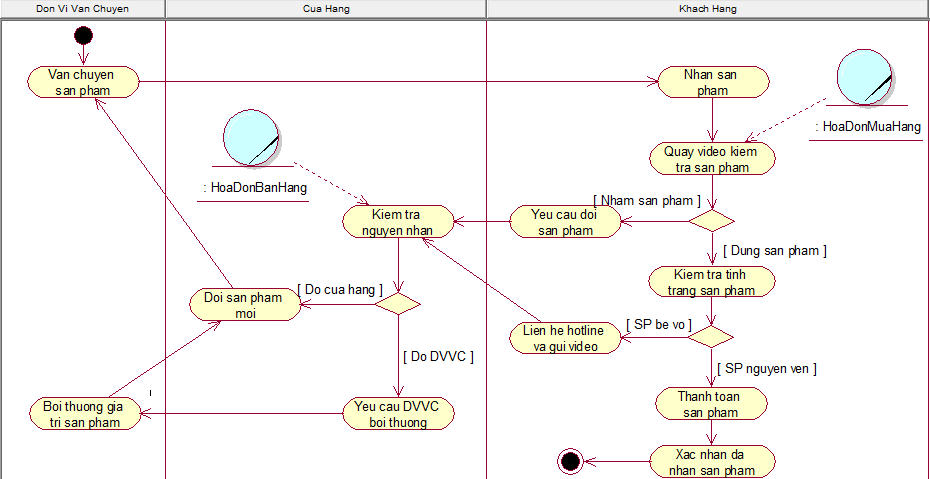 Don Vi Van Chuyen
Cua Hang
Khach Hang
Van chuyen
san pham
Nhan san
pham
: HoaDonMuaHang
Quay video kiem
tra san pham
: HoaDonBanHang
[ Nham san pham ]
Kiem tra
nguyen nhan
Yeu cau doi
san pham
[ Dung san pham ]
Kiem tra tinh
trang san pham
[ Do cua hang ]
Doi san pham
moi
[ SP be vo ]
Lien he hotline
va gui video
[ Do DVVC ]
[ SP nguyen ven ]
Boi thuong gia
tri san pham
Yeu cau DVVC
boi thuong
Thanh toan
san pham
Xac nhan da
nhan san pham